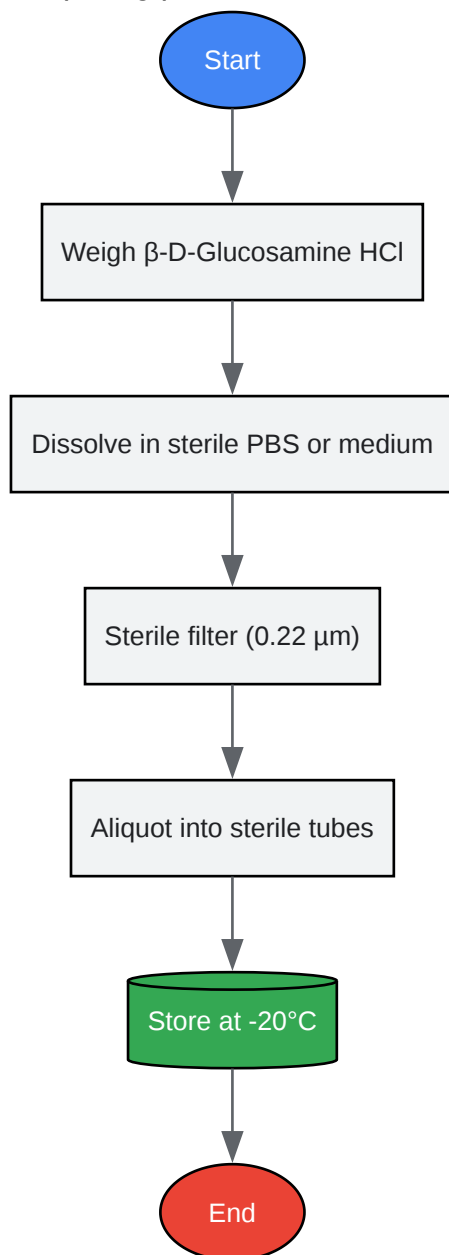 Start
Weigh β-D-Glucosamine HCl
Dissolve in sterile PBS or medium
Sterile filter (0.22 µm)
Aliquot into sterile tubes
Store at -20°C
End